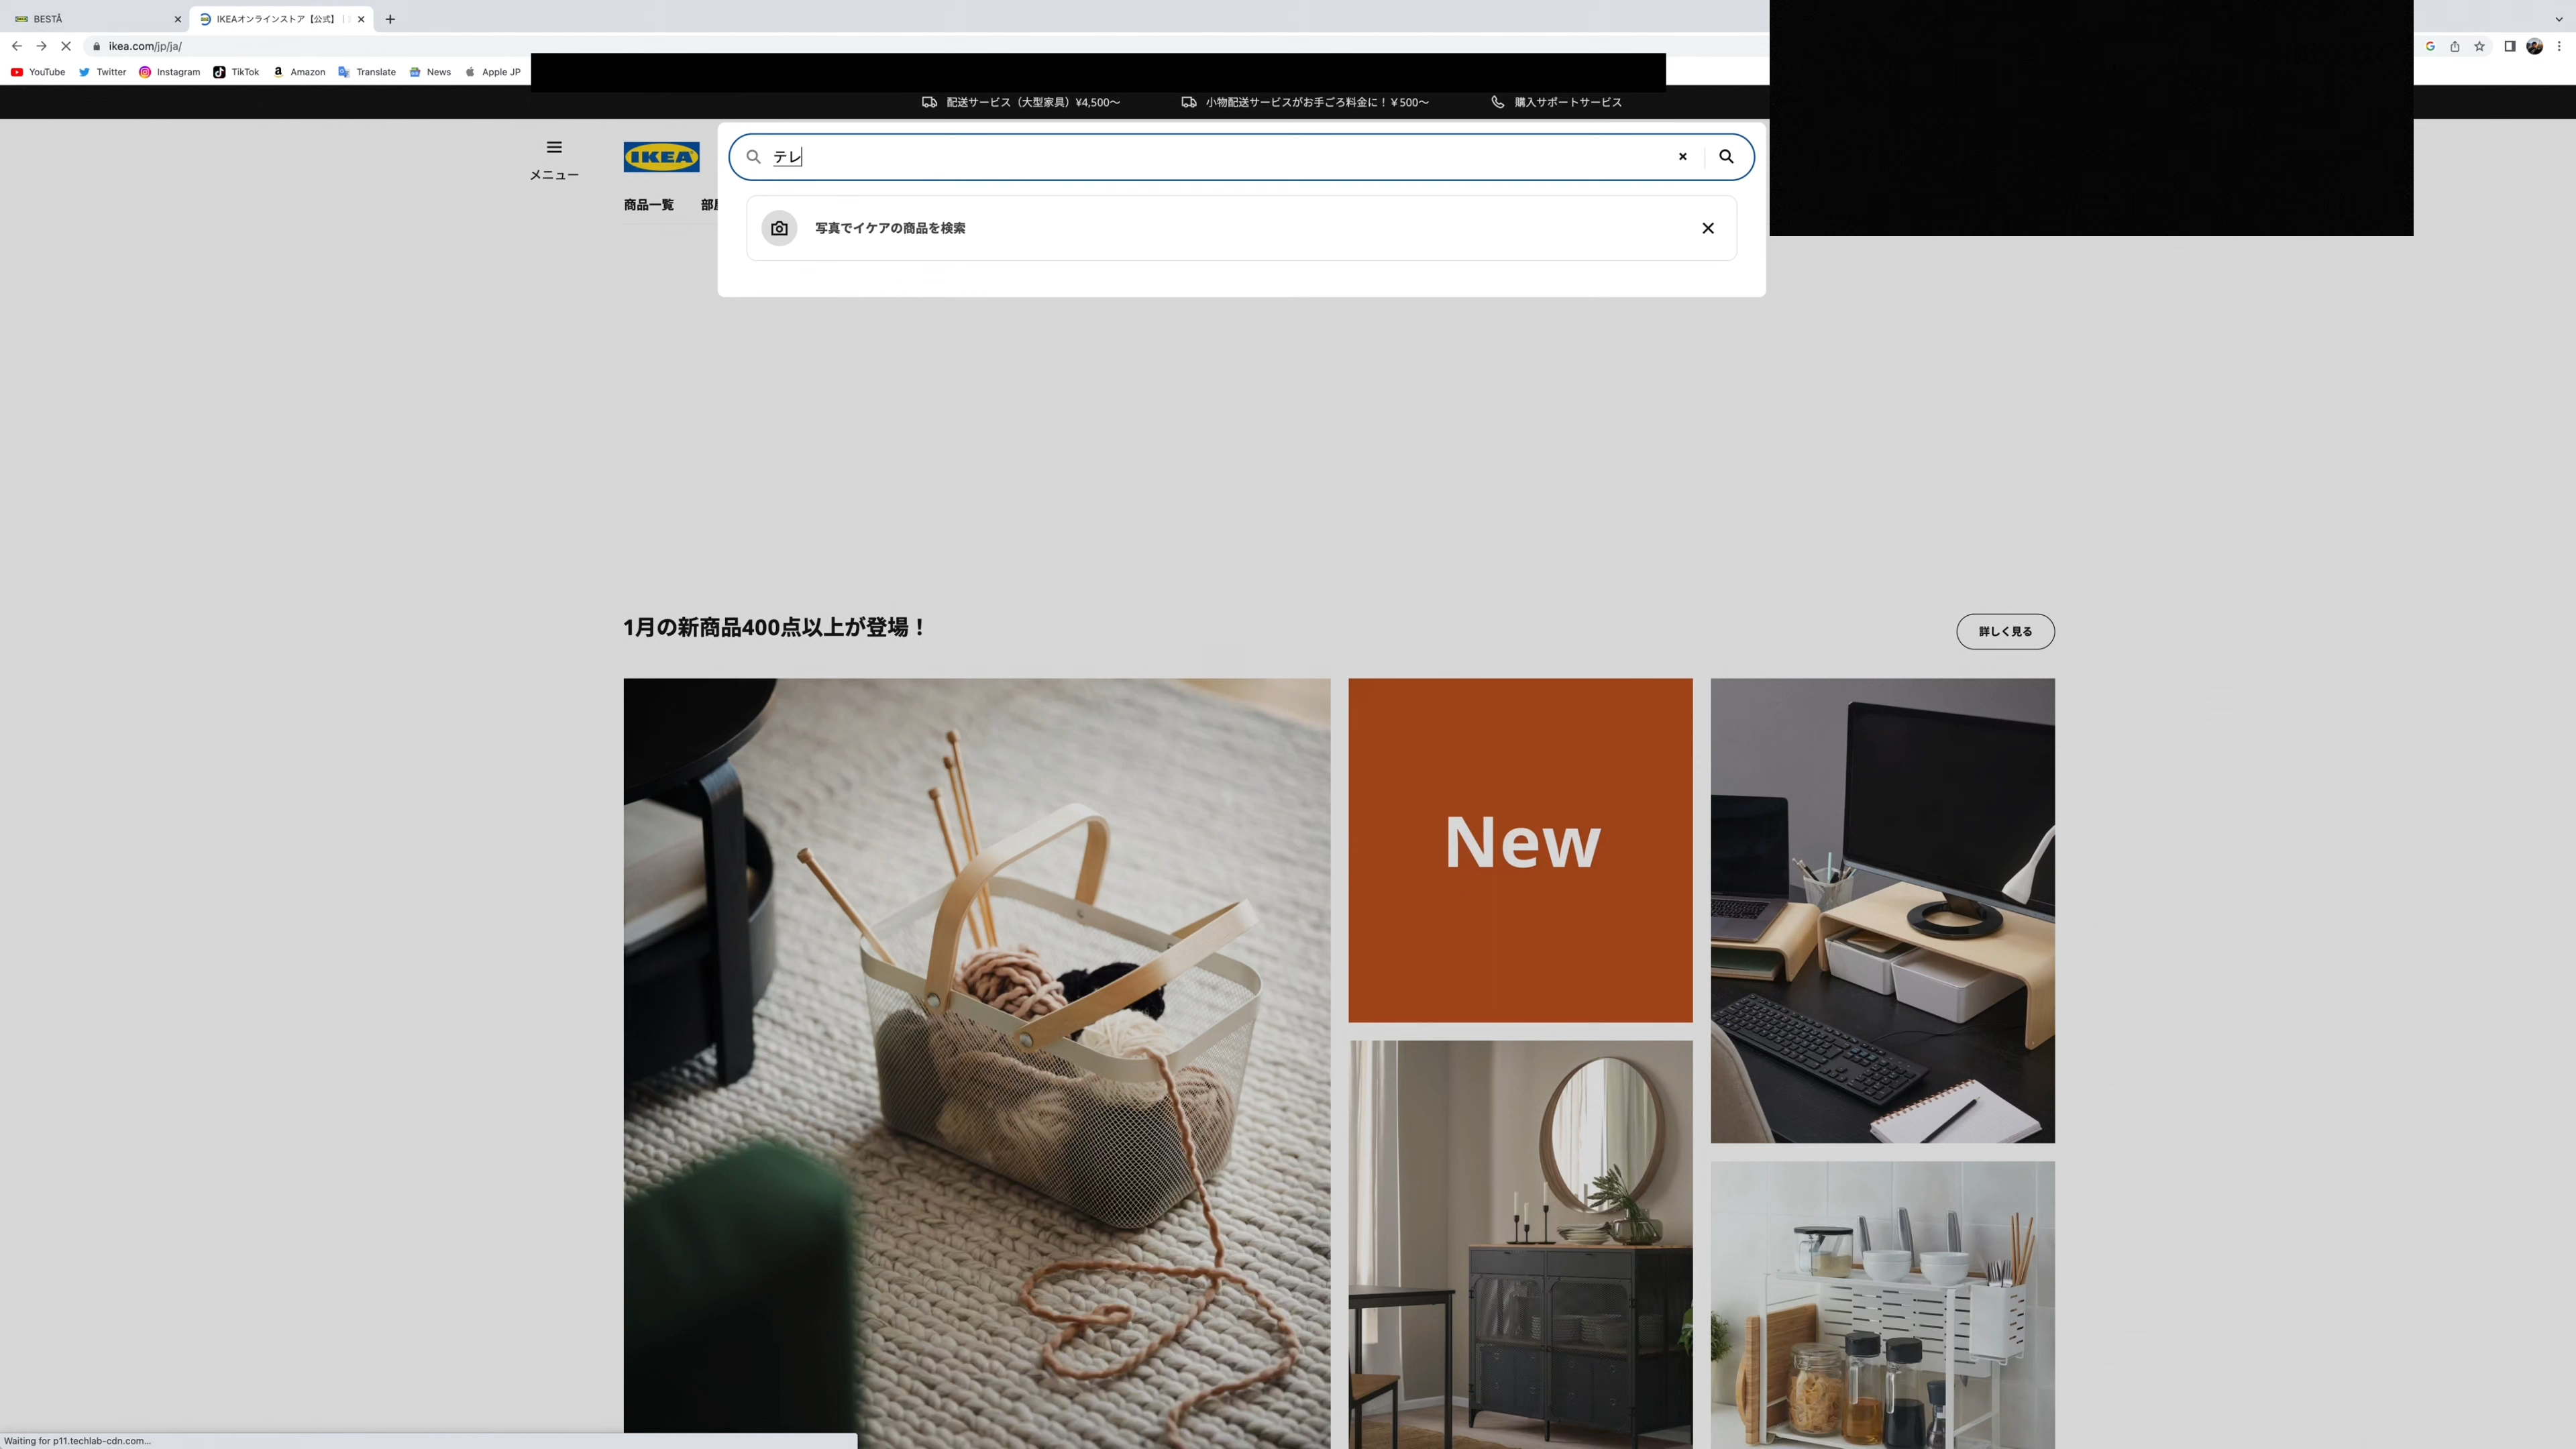 BESTÅ
IKEAオンラインストア【公式】 |
ikea.com/jp/ja/
YouTube Twitter Instagram TikTok Amazon Translate News Apple JP
配送サービス（大型家具）¥4,500〜 小物配送サービスがお手ごろ料金に！￥500〜 購入サポートサービス
メニュー
IKEA
テレ
商品一覧
写真でイケアの商品を検索
1月の新商品400点以上が登場！
詳しく見る
New
Waiting for p11.techlab-cdn.com...